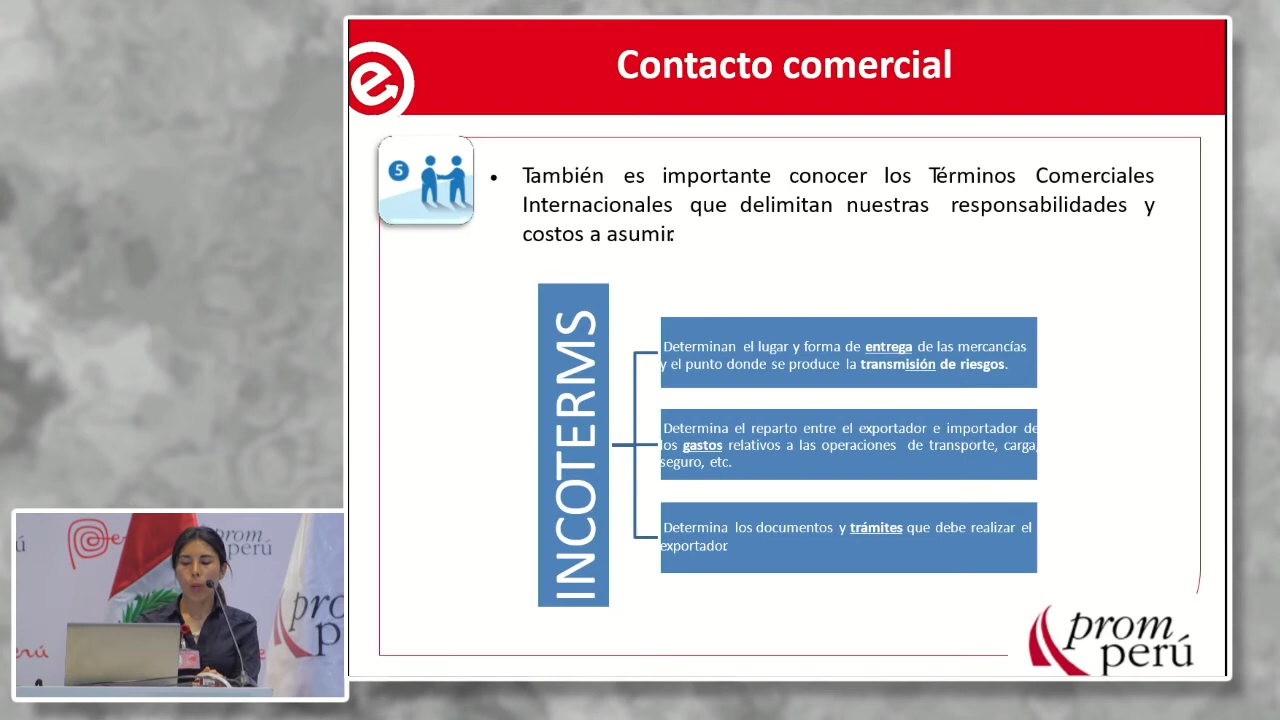 Contacto comercial
5
• También es importante conocer los Términos Comerciales
Internacionales que delimitan nuestras responsabilidades y
costos a asumir.
INCOTERMS
Determinan el lugar y forma de entrega de las mercancías
y el punto donde se produce la transmisión de riesgos.
Determina el reparto entre el exportador e importador de
los gastos relativos a las operaciones de transporte, carga,
seguro, etc.
Determina los documentos y trámites que debe realizar el
exportador.
prom
perú
prom
perú